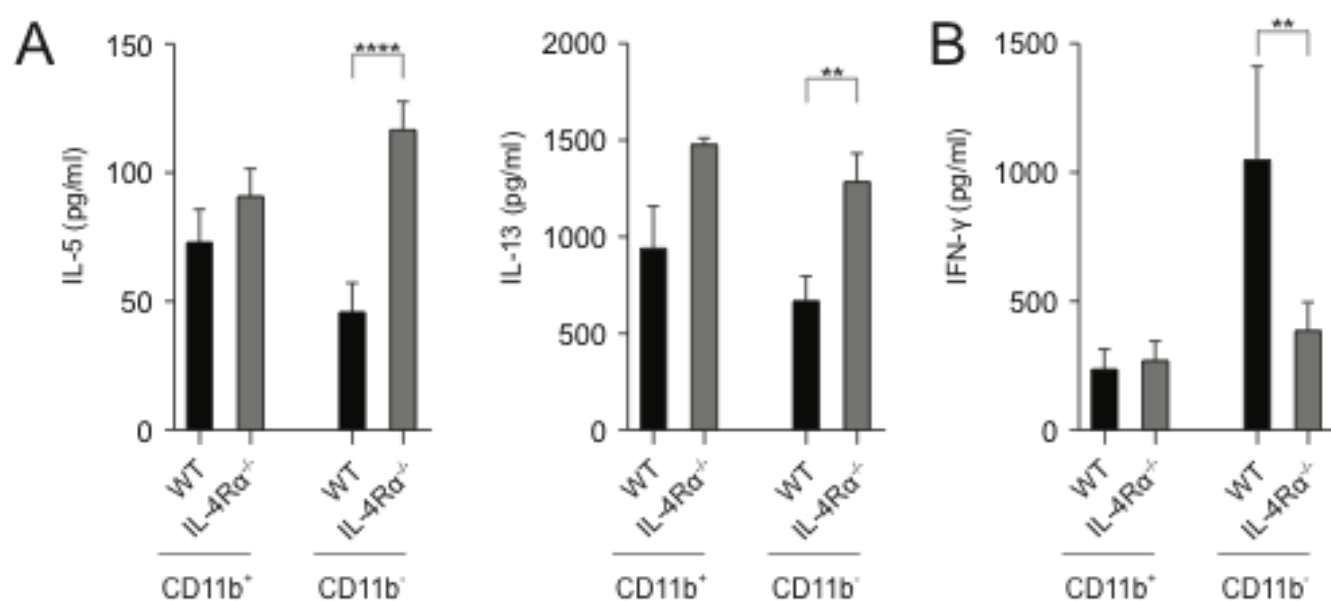 A
IL-5 (pg/ml)
150
100
50
0
****
WT
IL-4Rα⁻/⁻
WT
IL-4Rα⁻/⁻
CD11b⁺
CD11b⁻
IL-13 (pg/ml)
2000
1500
1000
500
0
**
WT
IL-4Rα⁻/⁻
WT
IL-4Rα⁻/⁻
CD11b⁺
CD11b⁻
B
IFN-γ (pg/ml)
1500
1000
500
0
**
WT
IL-4Rα⁻/⁻
WT
IL-4Rα⁻/⁻
CD11b⁺
CD11b⁻